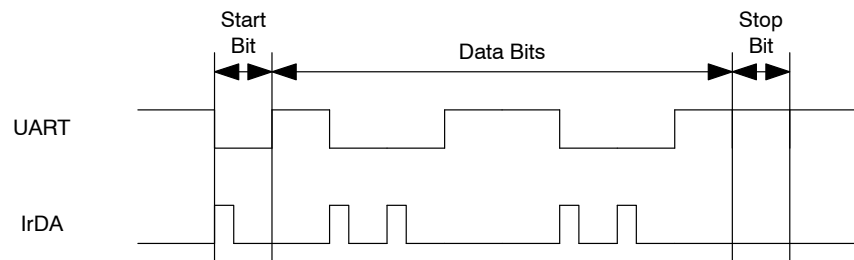 Start
Bit
Data Bits
Stop
Bit
UART
IrDA